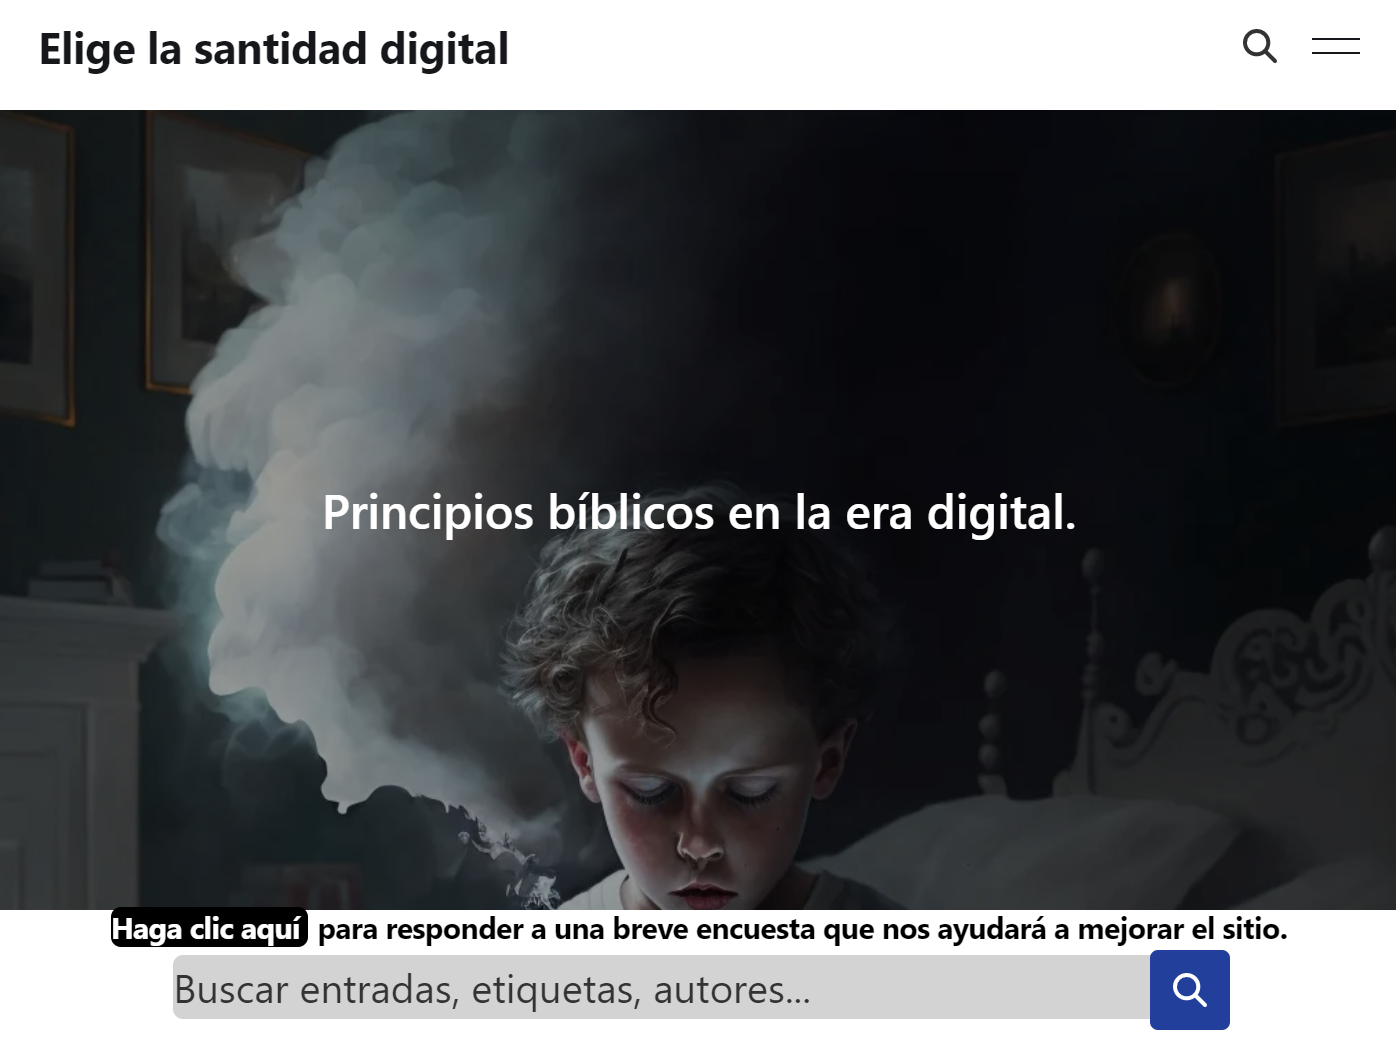 Elige la santidad digital
Principios bíblicos en la era digital.
Haga clic aquí para responder a una breve encuesta que nos ayudará a mejorar el sitio.
Buscar entradas, etiquetas, autores...